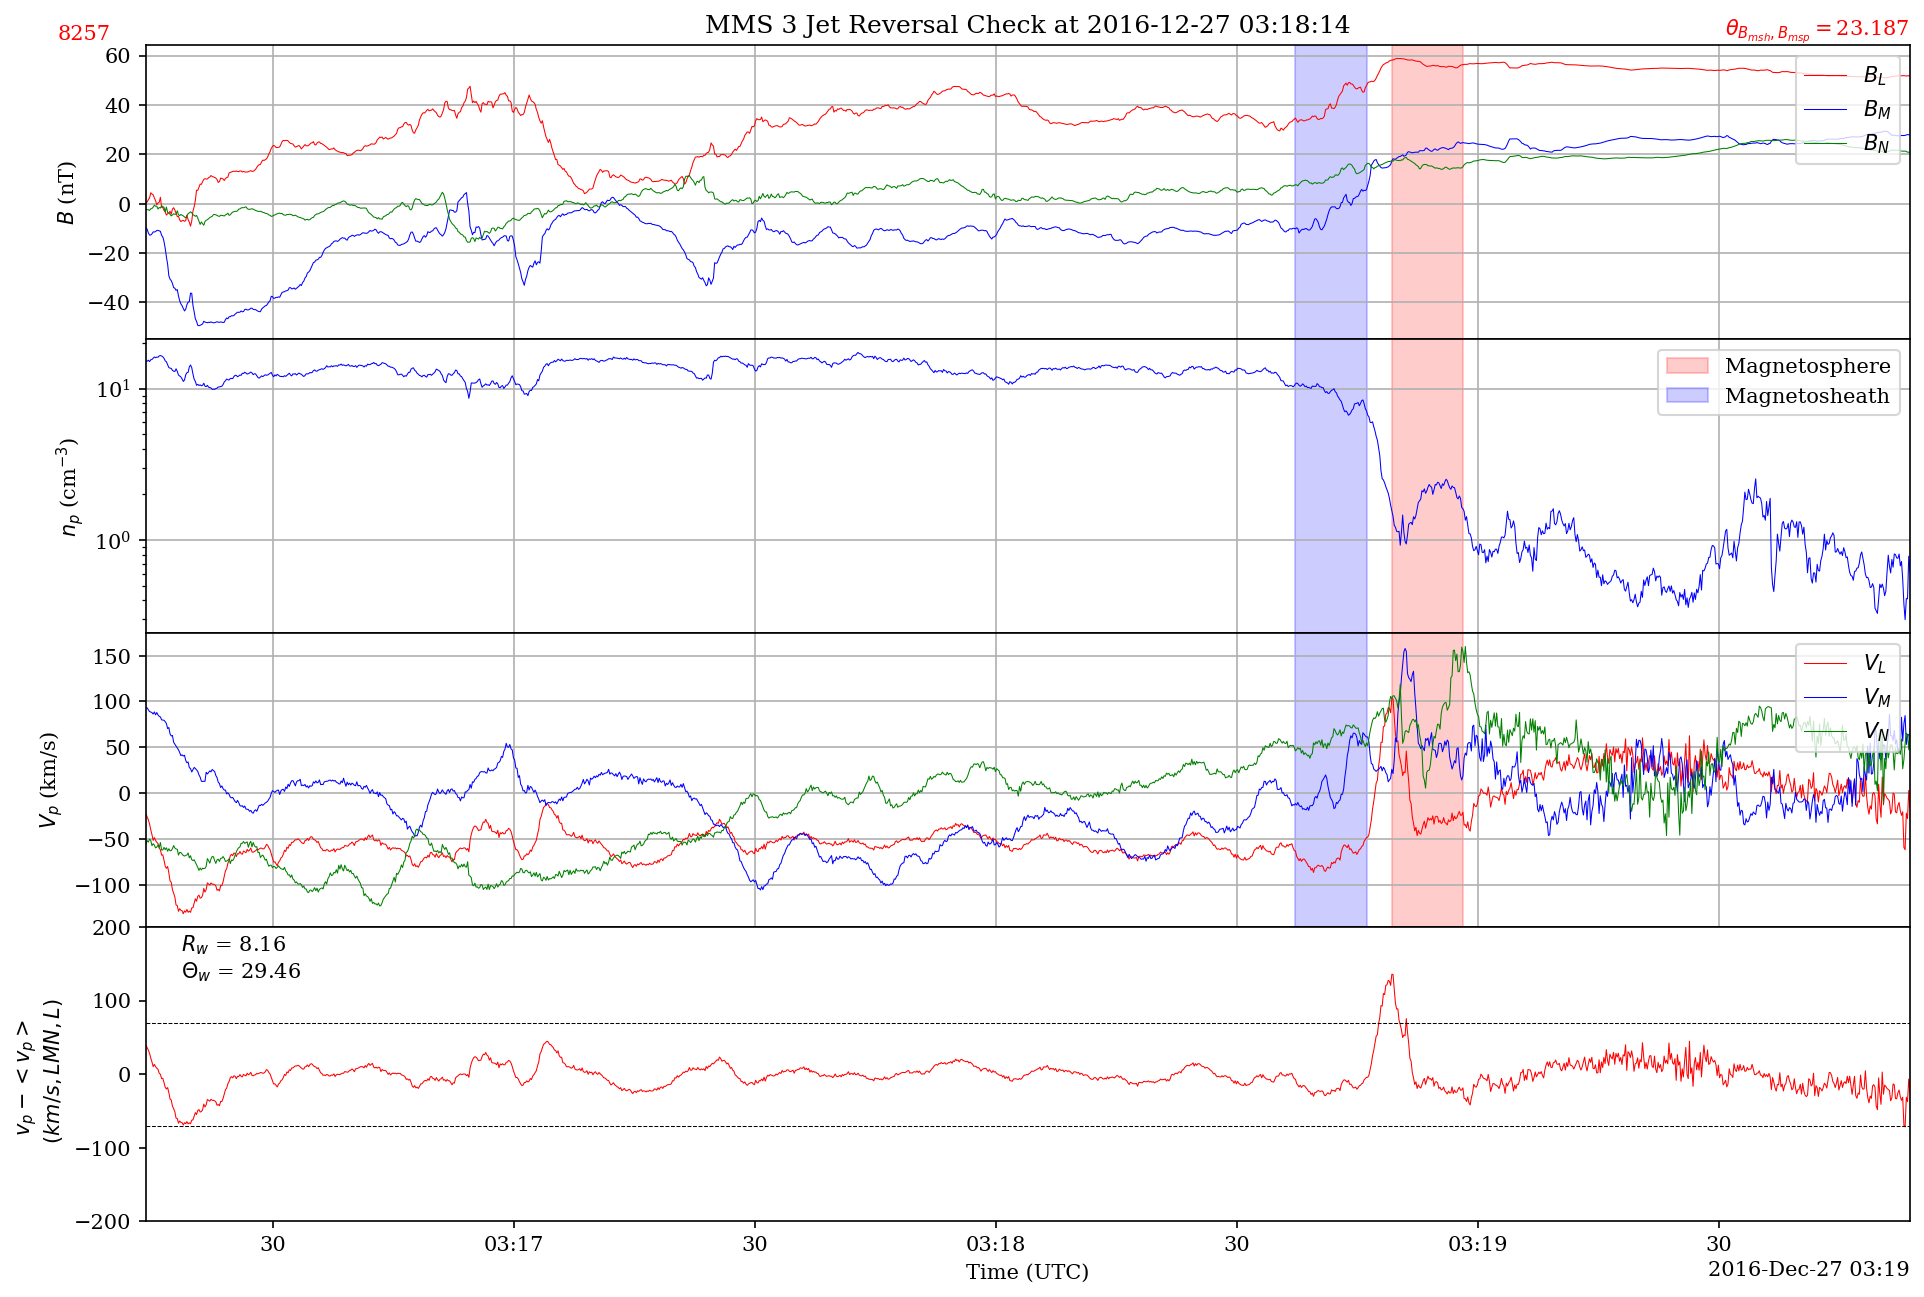 MMS 3 Jet Reversal Check at 2016-12-27 03:18:14
8257
θ_{B_{msh}, B_{msp}} = 23.187
60
40
20
0
−20
−40
B (nT)
B_L
B_M
B_N
10^1
10^0
n_p (cm^{−3})
Magnetosphere
Magnetosheath
150
100
50
0
−50
−100
V_p (km/s)
V_L
V_M
V_N
200
100
0
−100
−200
v_p − <v_p>
(km/s, LMN, L)
R_w = 8.16
Θ_w = 29.46
30
03:17
30
03:18
30
03:19
30
Time (UTC)
2016-Dec-27 03:19